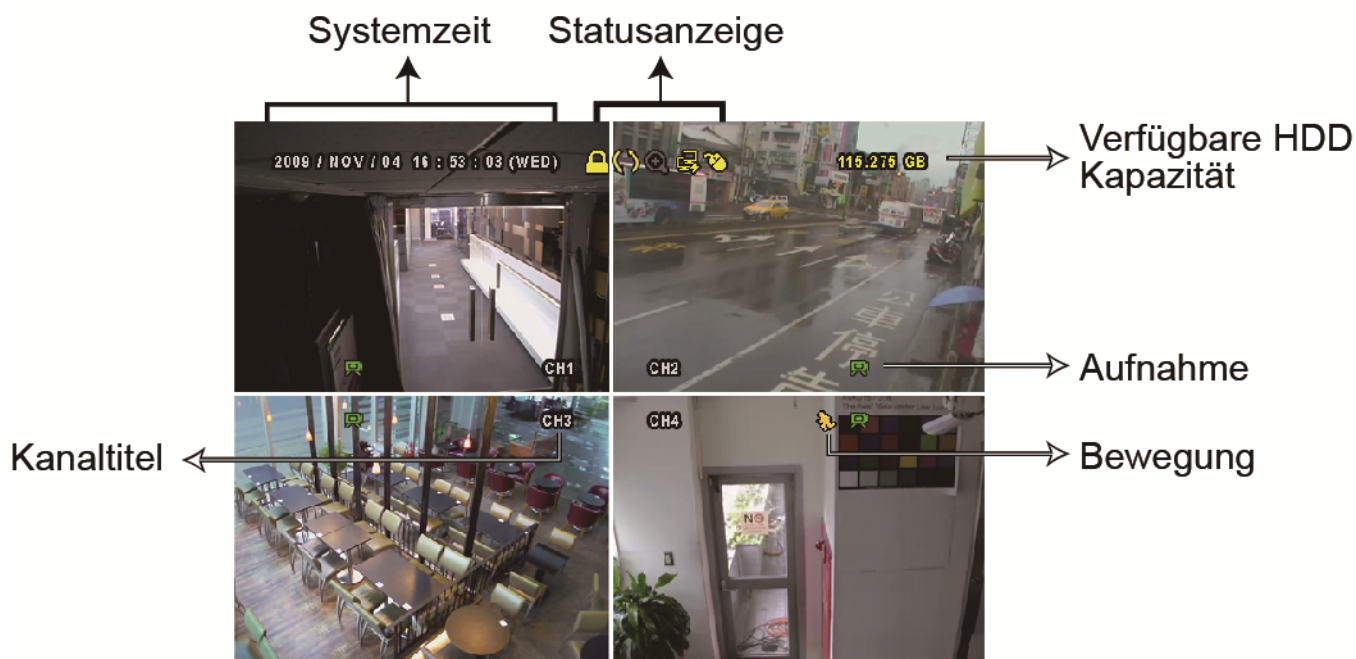 Systemzeit
Statusanzeige
2009 / NOV / 04 16 : 53 : 03 (WED)
115.275 GB
Verfügbare HDD
Kapazität
CH1
CH2
Aufnahme
CH3
CH4
Kanaltitel
Bewegung
NO